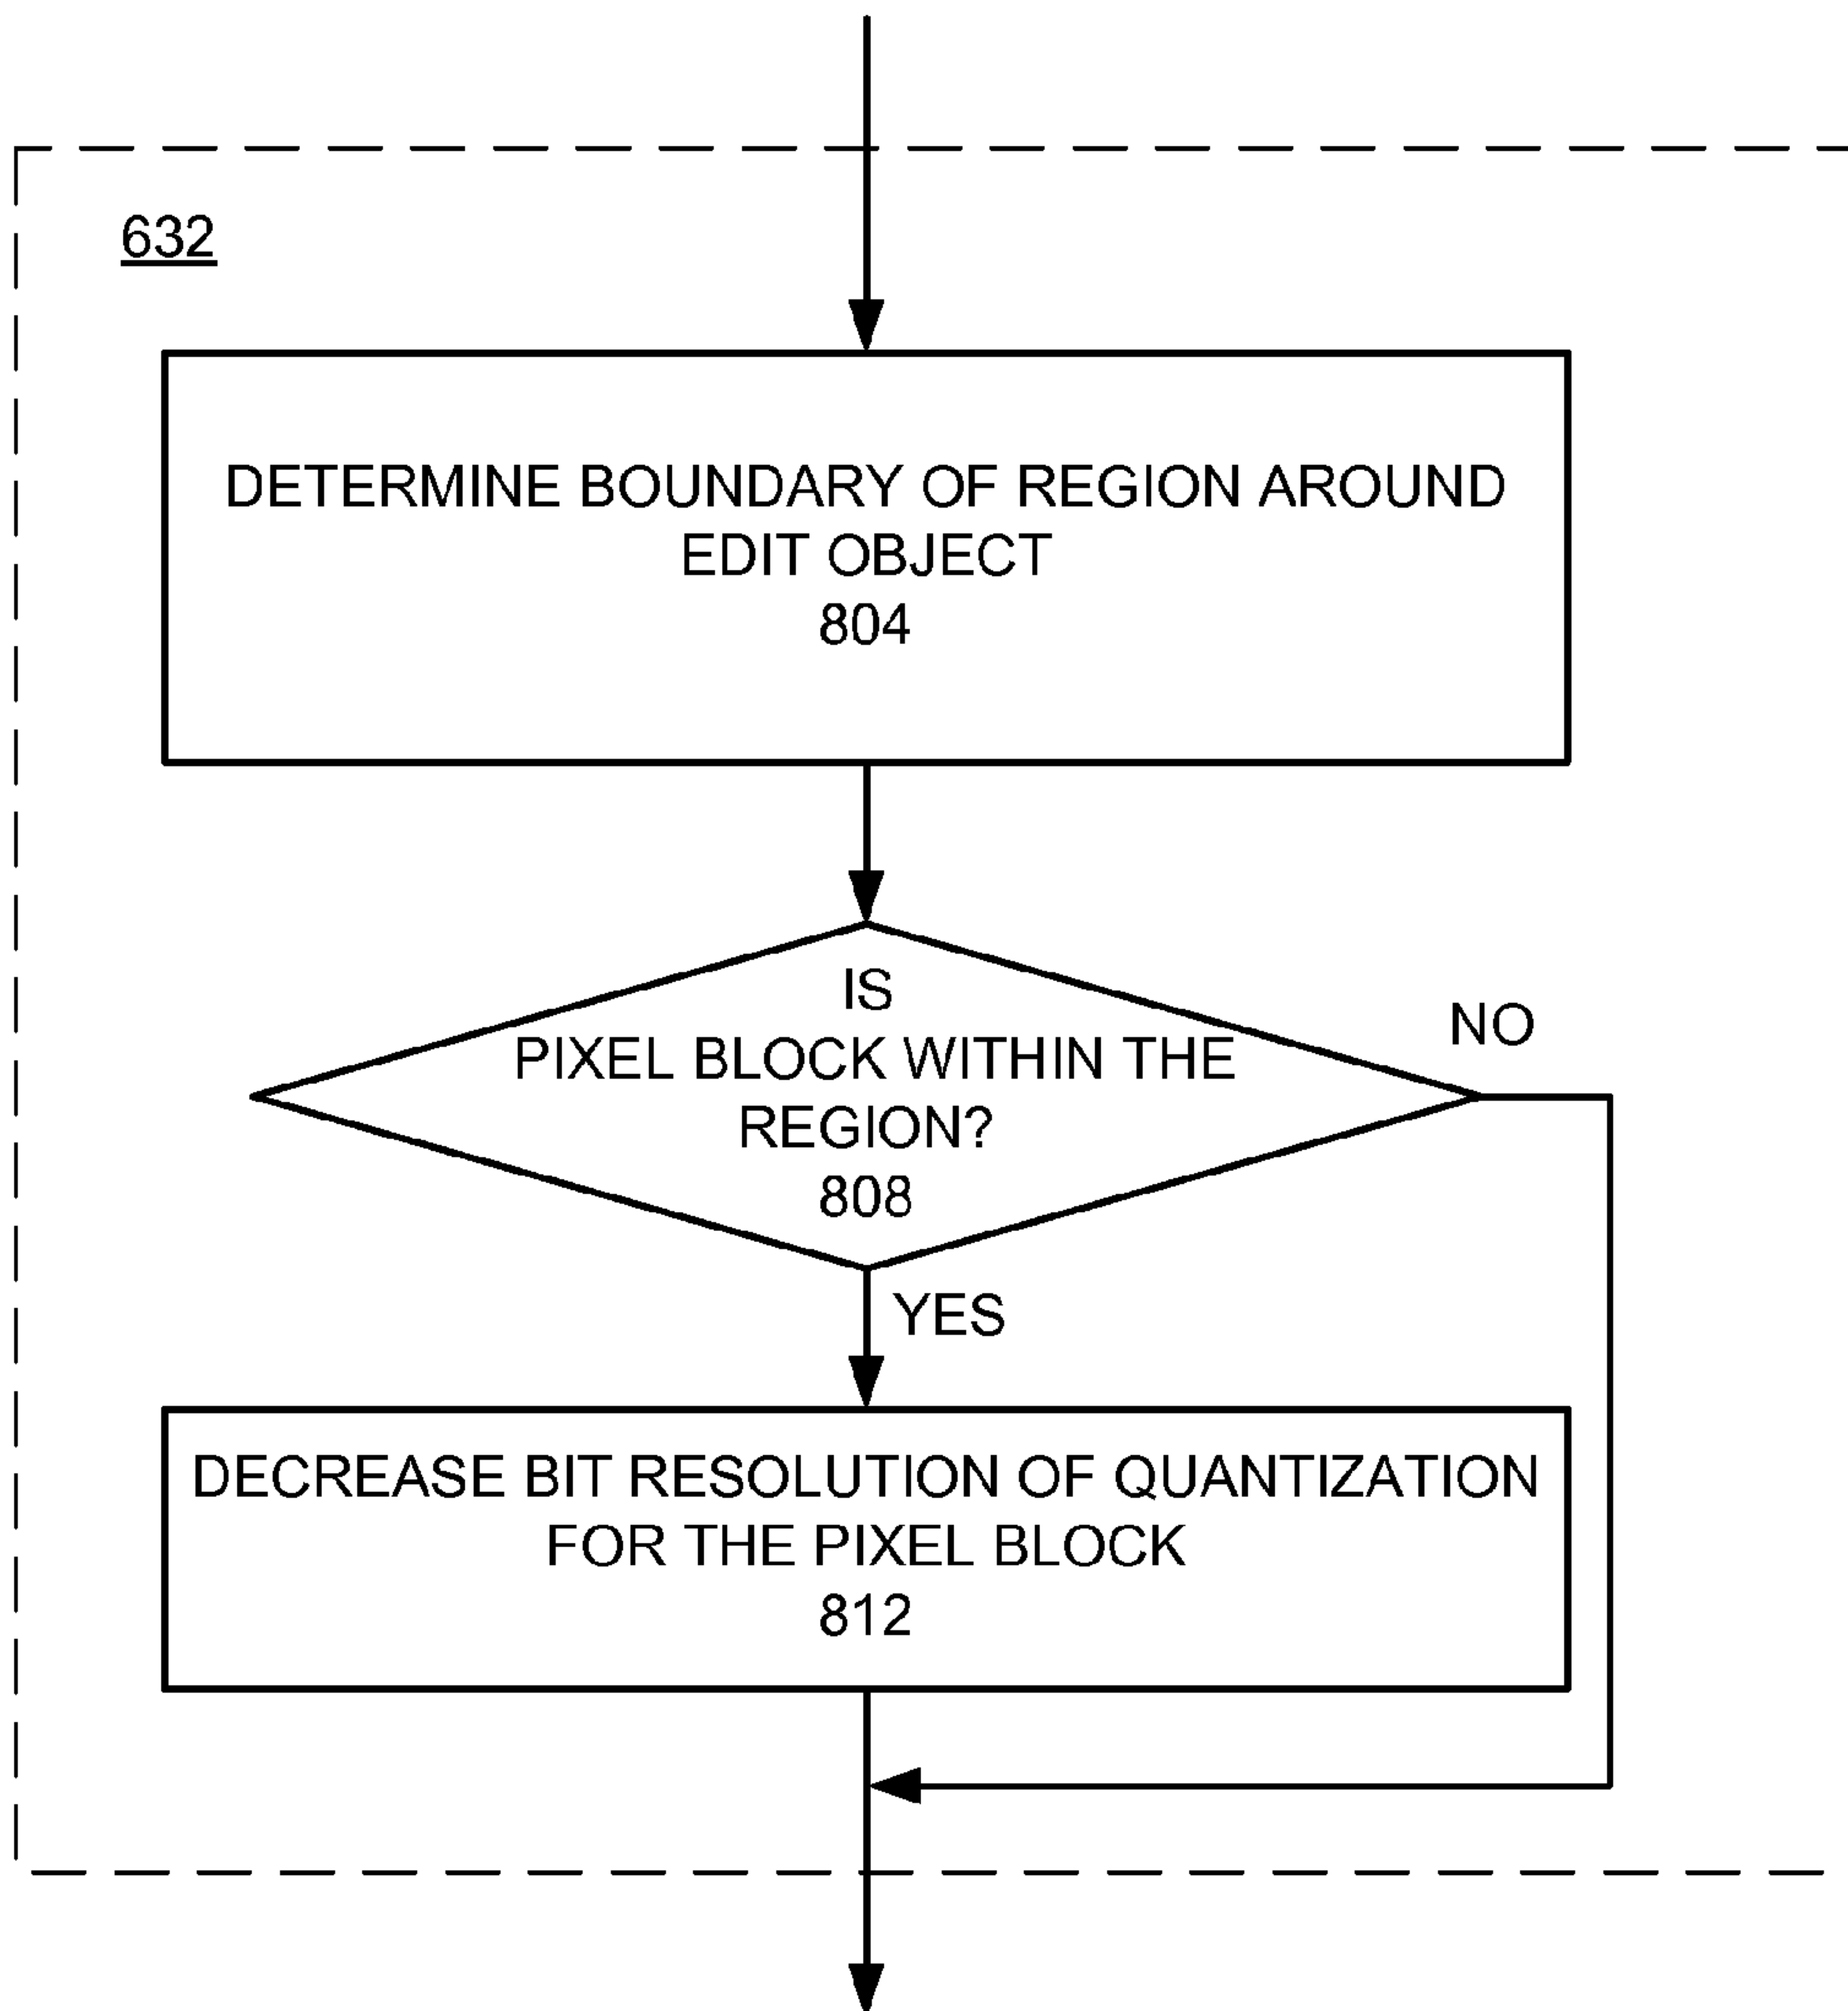 632
DETERMINE BOUNDARY OF REGION AROUND
EDIT OBJECT
804
IS
PIXEL BLOCK WITHIN THE
REGION?
808
NO
YES
DECREASE BIT RESOLUTION OF QUANTIZATION
FOR THE PIXEL BLOCK
812